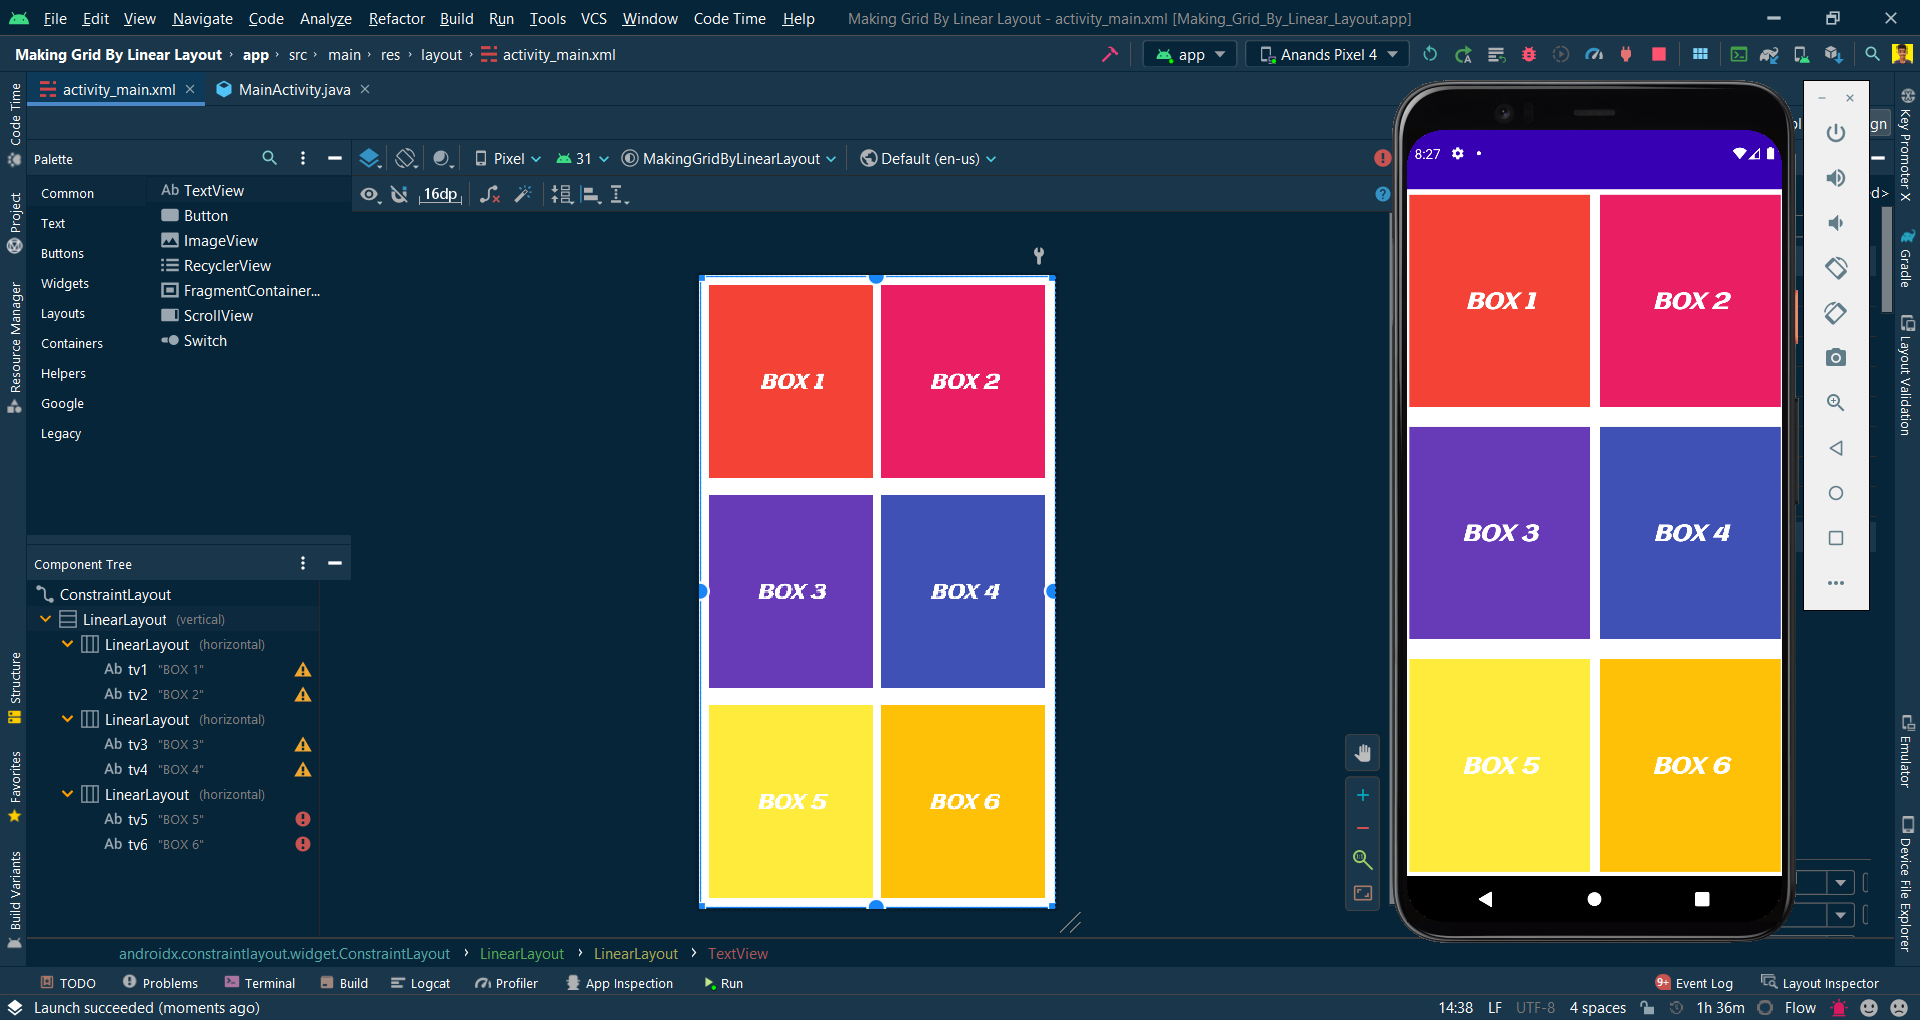 File Edit View Navigate Code Analyze Refactor Build Run Tools VCS Window Code Time Help Making Grid By Linear Layout - activity_main.xml [Making_Grid_By_Linear_Layout.app]
Making Grid By Linear Layout › app › src › main › res › layout › activity_main.xml
app
Anands Pixel 4
activity_main.xml
MainActivity.java
Code Time
Project
Resource Manager
Structure
Favorites
Build Variants
Palette
Common
Text
Buttons
Widgets
Layouts
Containers
Helpers
Google
Legacy
Ab TextView
Button
ImageView
RecyclerView
FragmentContainer...
ScrollView
Switch
Pixel
31
MakingGridByLinearLayout
Default (en-us)
16dp
BOX 1
BOX 2
BOX 3
BOX 4
BOX 5
BOX 6
Component Tree
ConstraintLayout
LinearLayout (vertical)
LinearLayout (horizontal)
Ab tv1 "BOX 1"
Ab tv2 "BOX 2"
LinearLayout (horizontal)
Ab tv3 "BOX 3"
Ab tv4 "BOX 4"
LinearLayout (horizontal)
Ab tv5 "BOX 5"
Ab tv6 "BOX 6"
8:27
BOX 1
BOX 2
BOX 3
BOX 4
BOX 5
BOX 6
gn
d>
Key Promoter X
Gradle
Layout Validation
Emulator
Device File Explorer
androidx.constraintlayout.widget.ConstraintLayout › LinearLayout › LinearLayout › TextView
TODO Problems Terminal Build Logcat Profiler App Inspection Run 9+ Event Log Layout Inspector
Launch succeeded (moments ago) 14:38 LF UTF-8 4 spaces 1h 36m Flow